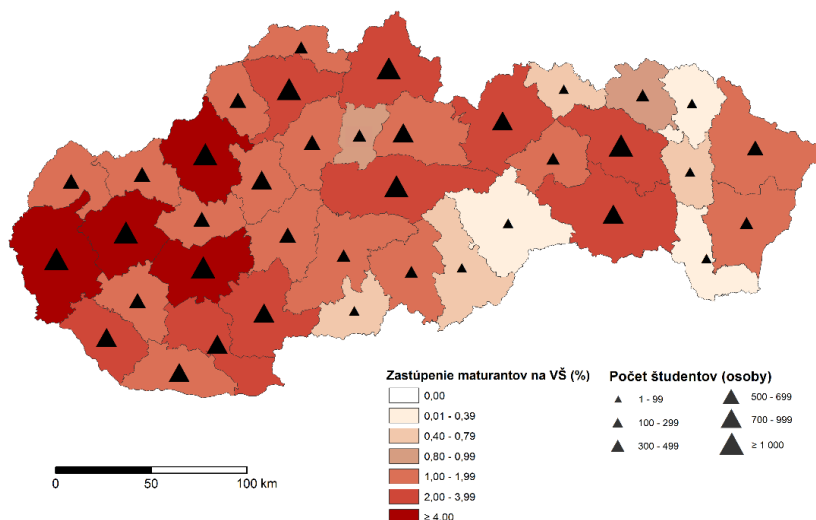 Zastúpenie maturantov na VŠ (%)
0,00
0,01 - 0,39
0,40 - 0,79
0,80 - 0,99
1,00 - 1,99
2,00 - 3,99
≥ 4,00
Počet študentov (osoby)
1 - 99
100 - 299
300 - 499
500 - 699
700 - 999
≥ 1 000
0 50 100 km